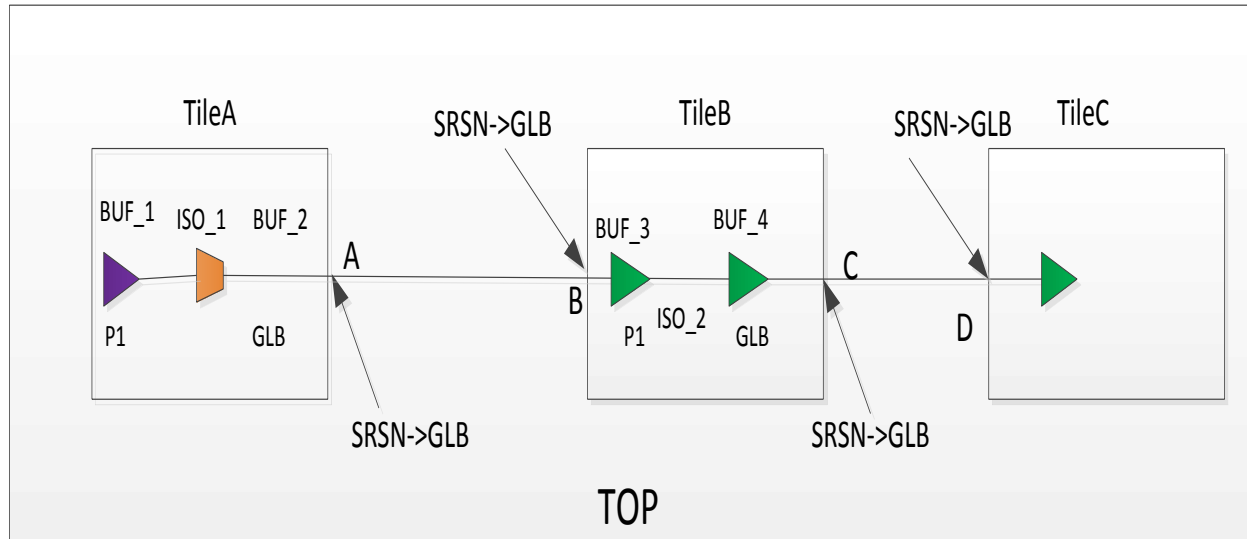 TileA
TileB
TileC
SRSN->GLB
SRSN->GLB
BUF_1
ISO_1
BUF_2
BUF_3
BUF_4
A
B
C
D
P1
GLB
ISO_2
P1
GLB
SRSN->GLB
SRSN->GLB
TOP